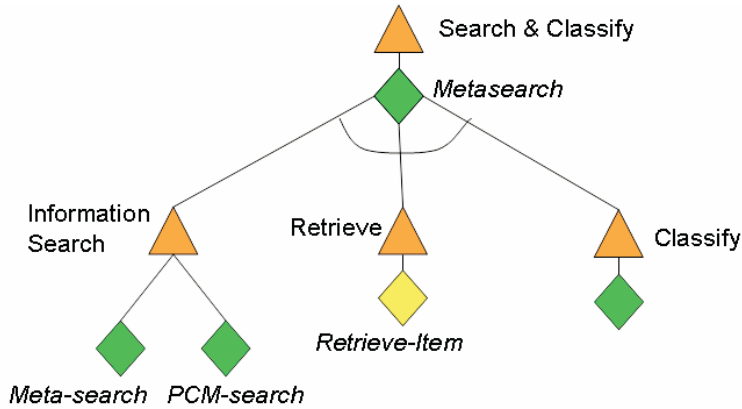 Search & Classify
Metasearch
Information
Search
Retrieve
Classify
Retrieve-Item
Meta-search
PCM-search